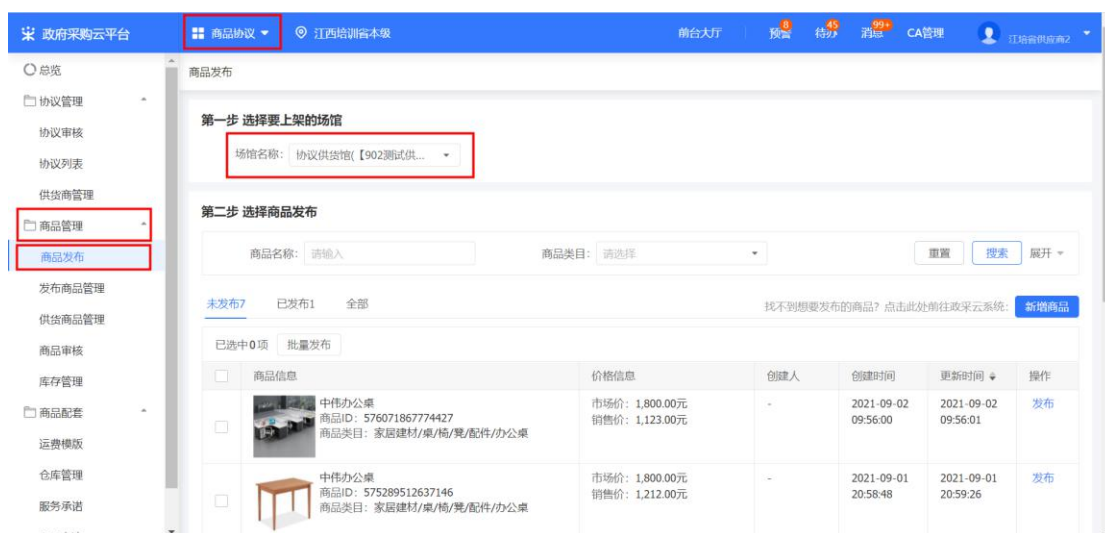 政府采购云平台
商品协议
江西培训省本级
前台大厅
预警 8
待办 45
消息 99+
CA管理
江培省供应商2
总览
协议管理
协议审核
协议列表
供货商管理
商品管理
商品发布
发布商品管理
供货商品管理
商品审核
库存管理
商品配套
运费模版
仓库管理
服务承诺
商品发布
第一步 选择要上架的场馆
场馆名称: 协议供货馆(【902测试供...
第二步 选择商品发布
商品名称: 请输入 商品类目: 请选择 重置 搜索 展开
未发布7 已发布1 全部 找不到想要发布的商品？点击此处前往政采云系统: 新增商品
已选中0项 批量发布
商品信息 价格信息 创建人 创建时间 更新时间 操作
中伟办公桌
商品ID: 576071867774427
商品类目: 家居建材/桌/椅/凳/配件/办公桌
市场价: 1,800.00元
销售价: 1,123.00元
-
2021-09-02
09:56:00
2021-09-02
09:56:01
发布
中伟办公桌
商品ID: 575289512637146
商品类目: 家居建材/桌/椅/凳/配件/办公桌
市场价: 1,800.00元
销售价: 1,212.00元
-
2021-09-01
20:58:48
2021-09-01
20:59:26
发布